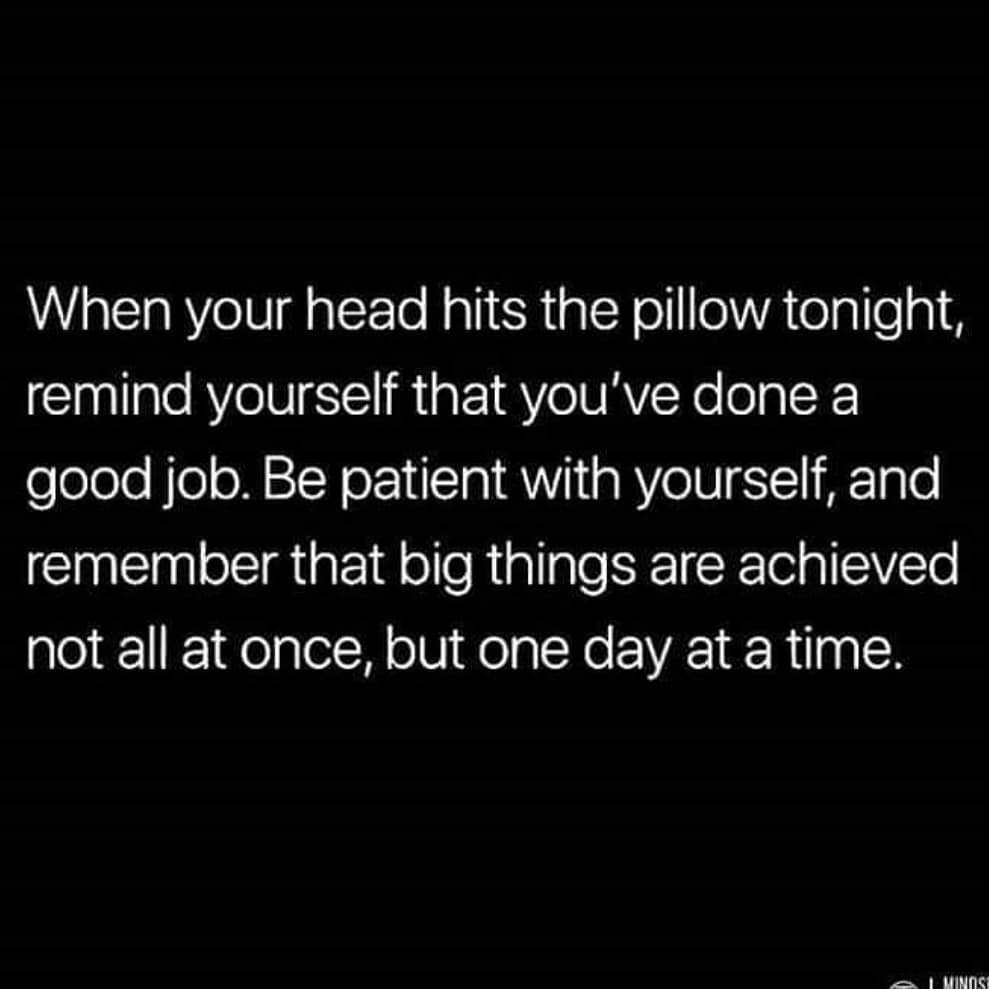 When your head hits the pillow tonight,
remind yourself that you've done a
good job. Be patient with yourself, and
remember that big things are achieved
not all at once, but one day at a time.